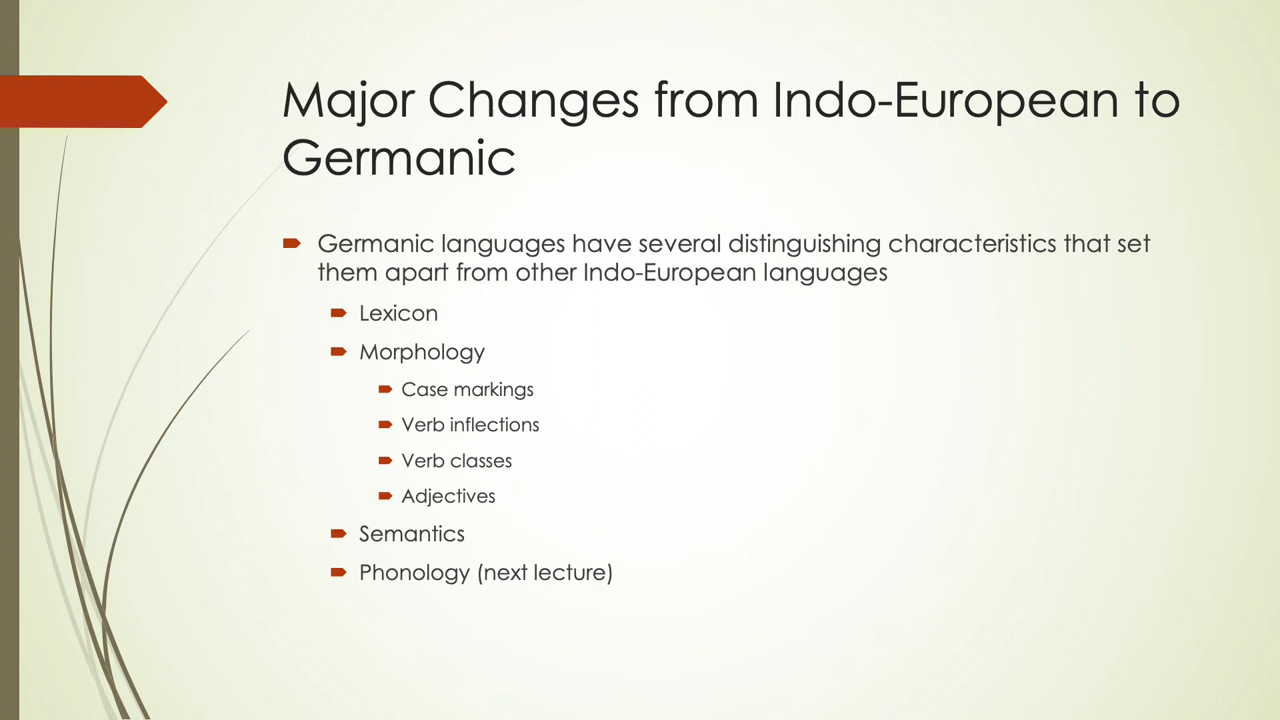 Major Changes from Indo-European to
Germanic
Germanic languages have several distinguishing characteristics that set
them apart from other Indo-European languages
Lexicon
Morphology
Case markings
Verb inflections
Verb classes
Adjectives
Semantics
Phonology (next lecture)